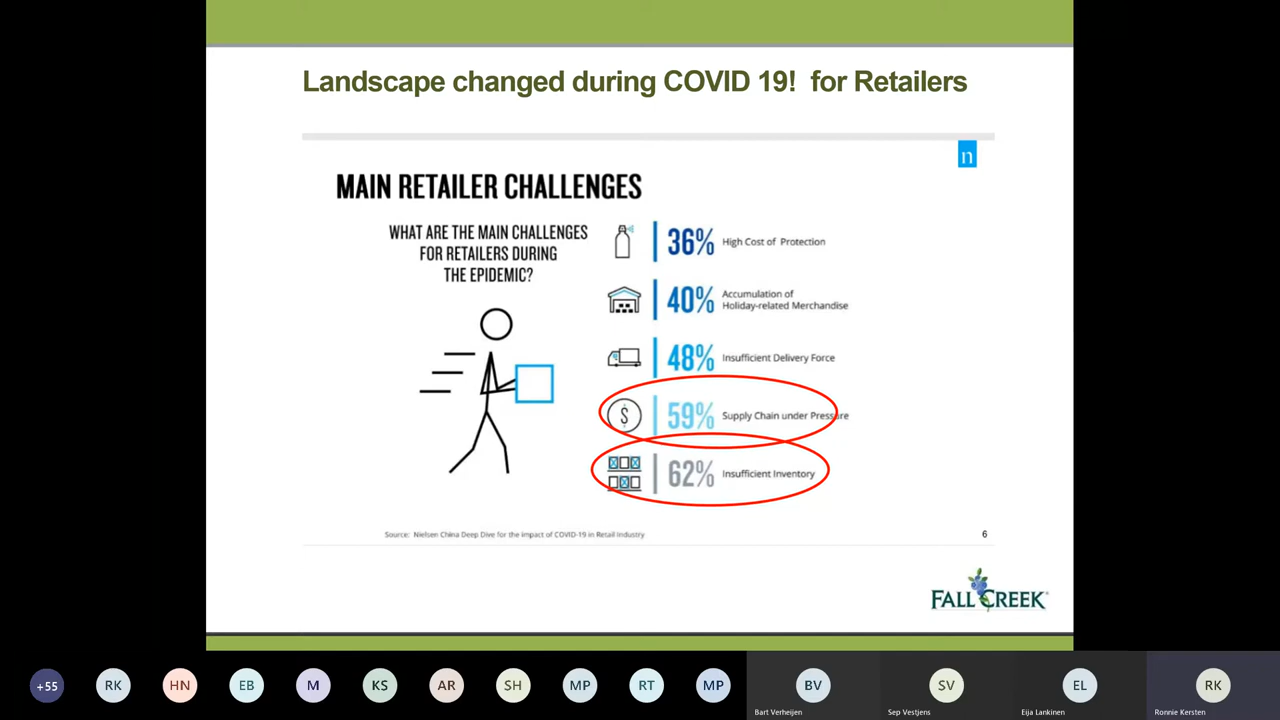 Landscape changed during COVID 19!  for Retailers
n
MAIN RETAILER CHALLENGES
WHAT ARE THE MAIN CHALLENGES
FOR RETAILERS DURING
THE EPIDEMIC?
36% High Cost of Protection
40% Accumulation of
Holiday-related Merchandise
48% Insufficient Delivery Force
$ 59% Supply Chain under Pressure
62% Insufficient Inventory
Source: Nielsen China Deep Dive for the impact of COVID-19 in Retail Industry
6
FALL CREEK®
+55 RK HN EB M KS AR SH MP RT MP BV SV EL RK
Bart Verheijen Sep Vestjens Eija Lankinen Ronnie Kersten